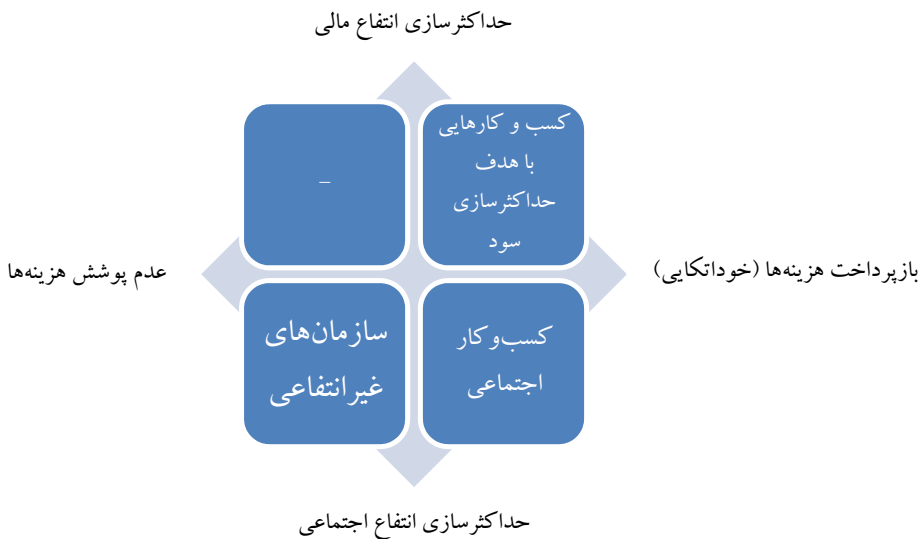 حداکثرسازی انتفاع مالی
کسب و کارهایی
با هدف
حداکثرسازی
سود
–
بازپرداخت هزینه‌ها (خوداتکایی)
عدم پوشش هزینه‌ها
کسب‌وکار
اجتماعی
سازمان‌های
غیرانتفاعی
حداکثرسازی انتفاع اجتماعی